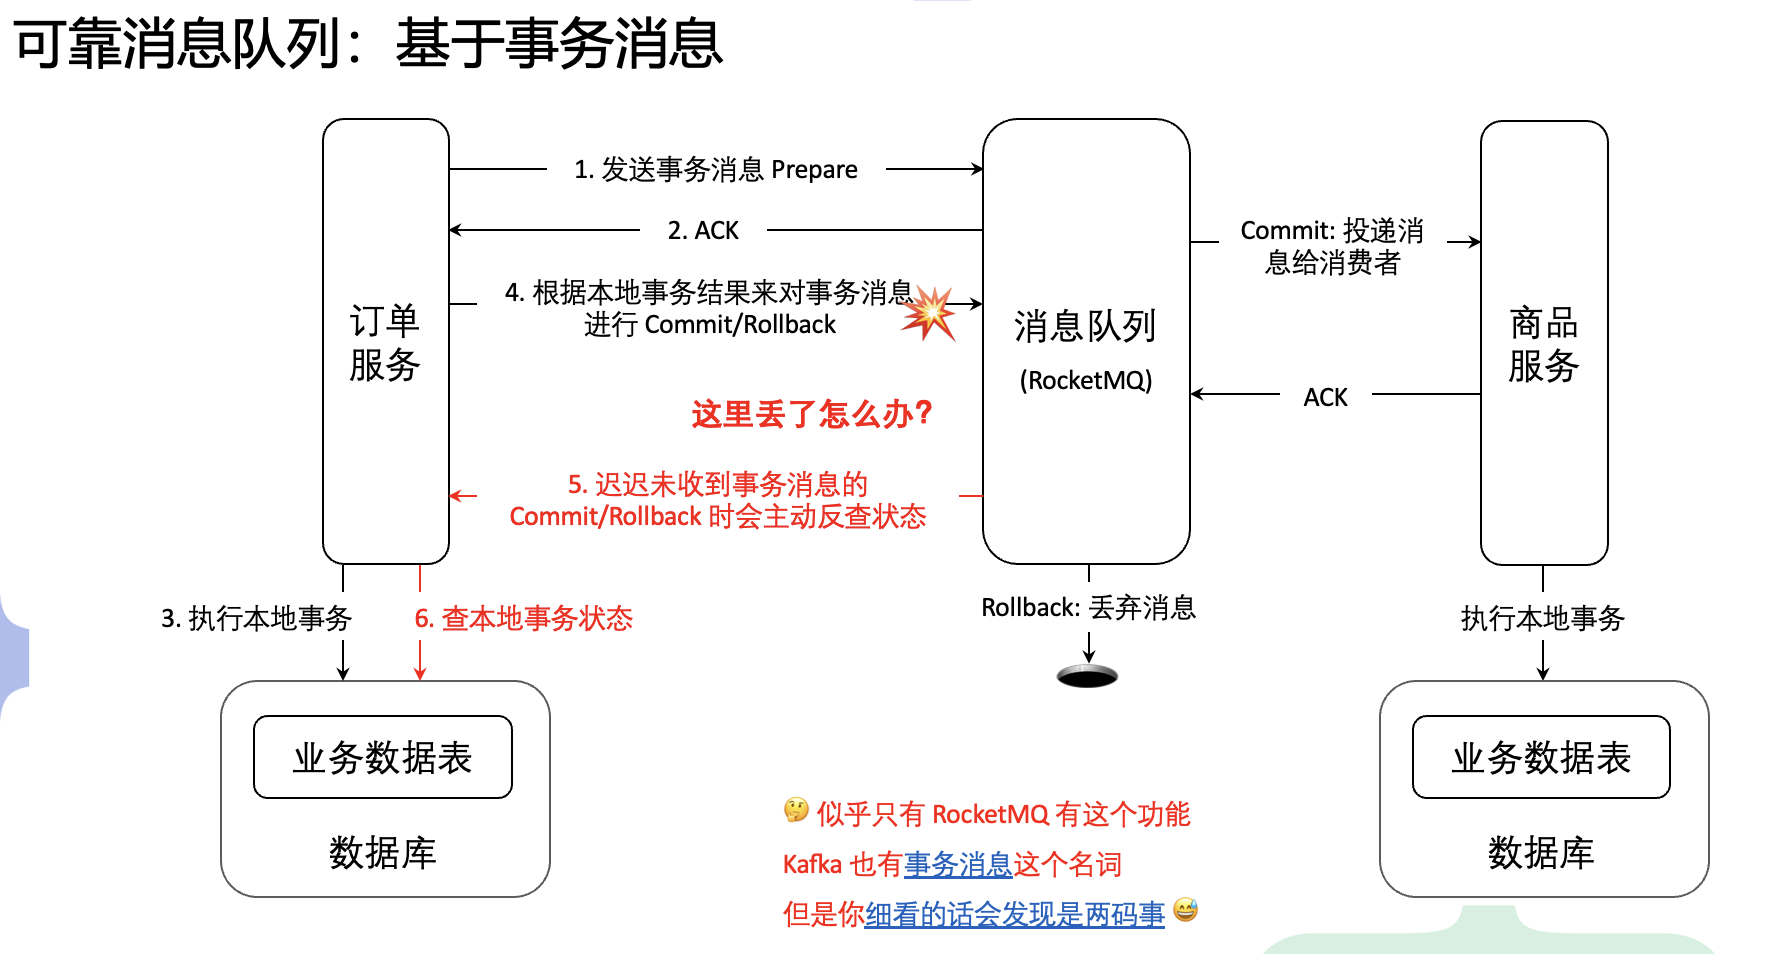 可靠消息队列：基于事务消息
1. 发送事务消息 Prepare
2. ACK
4. 根据本地事务结果来对事务消息
进行 Commit/Rollback
这里丢了怎么办？
5. 迟迟未收到事务消息的
Commit/Rollback 时会主动反查状态
订单
服务
消息队列
(RocketMQ)
Commit: 投递消
息给消费者
ACK
商品
服务
3. 执行本地事务
6. 查本地事务状态
Rollback: 丢弃消息
执行本地事务
业务数据表
数据库
业务数据表
数据库
🤔 似乎只有 RocketMQ 有这个功能
Kafka 也有事务消息这个名词
但是你细看的话会发现是两码事 😅